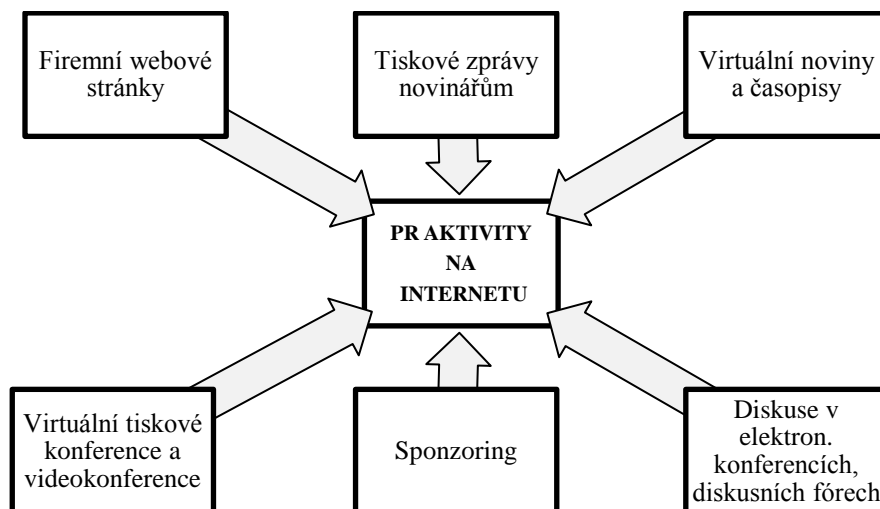 Firemní webové
stránky
Tiskové zprávy
novinářům
Virtuální noviny
a časopisy
PR AKTIVITY
NA
INTERNETU
Virtuální tiskové
konference a
videokonference
Sponzoring
Diskuse v
elektron.
konferencích,
diskusních fórech